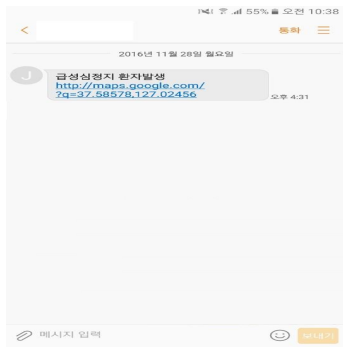 55% 오전 10:38
통화
2016년 11월 28일 월요일
J
급성심정지 환자발생
http://maps.google.com/
?q=37.58578,127.02456
오후 4:31
메시지 입력
보내기